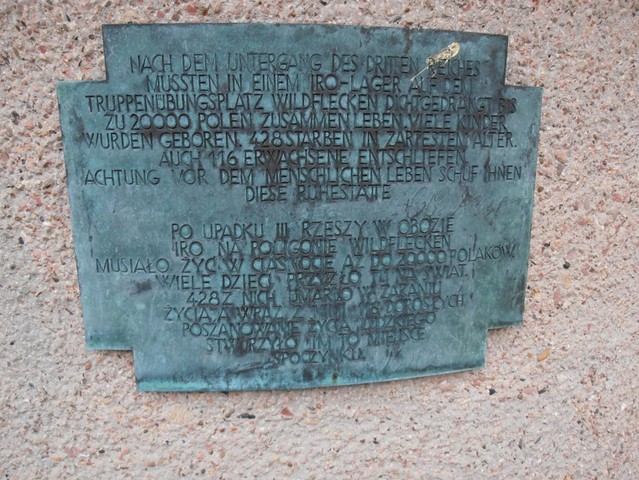 NACH DEM UNTERGANG DES DRITTEN REICHES
MUSSTEN IN EINEM IRO-LAGER AUF DEM
TRUPPENÜBUNGSPLATZ WILDFLECKEN DICHTGEDRÄNGT BIS
ZU 20000 POLEN ZUSAMMEN LEBEN. VIELE KINDER
WURDEN GEBOREN. 428 STARBEN IN ZARTESTEM ALTER.
AUCH 116 ERWACHSENE ENTSCHLIEFEN.
ACHTUNG VOR DEM MENSCHLICHEN LEBEN SCHUF IHNEN
DIESE RUHESTÄTTE
PO UPADKU III RZESZY W OBOZIE
IRO NA POLIGONIE WILDFLECKEN
MUSIAŁO ŻYĆ W CIASNOCIE AŻ DO 20000 POLAKÓW.
WIELE DZIECI PRZYSZŁO TU NA ŚWIAT.
428 Z NICH UMARŁO W ZARANIU
ŻYCIA, A WRAZ Z NIMI 116 DOROSŁYCH.
POSZANOWANIE ŻYCIA LUDZKIEGO
STWORZYŁO IM TO MIEJSCE
SPOCZYNKU